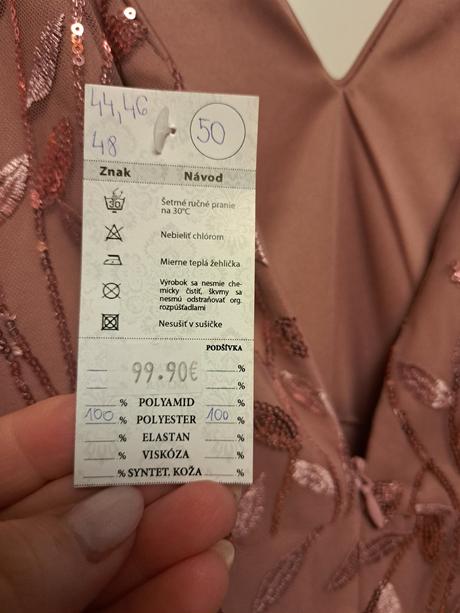 44,46
48
50
Znak Návod
30 Šetrné ručné pranie
na 30°C
Nebieliť chlórom
Mierne teplá žehlička
Výrobok sa nesmie che-
micky čistiť, škvrny sa
nesmú odstraňovať org.
rozpúšťadlami
Nesušiť v sušičke
PODŠÍVKA
99.90€ %
%
% POLYAMID %
100 % POLYESTER 100 %
% ELASTAN %
% VISKÓZA %
% SYNTET. KOŽA %